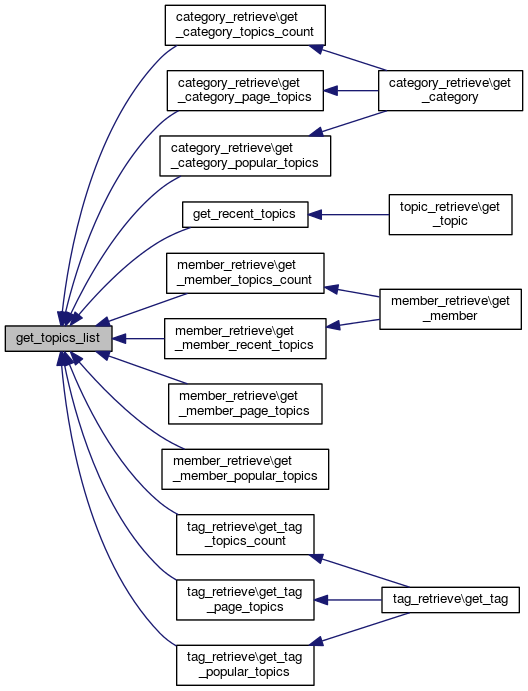 category_retrieve\get
_category_topics_count
category_retrieve\get
_category_page_topics
category_retrieve\get
_category
category_retrieve\get
_category_popular_topics
get_recent_topics
topic_retrieve\get
_topic
member_retrieve\get
_member_topics_count
member_retrieve\get
_member
get_topics_list
member_retrieve\get
_member_recent_topics
member_retrieve\get
_member_page_topics
member_retrieve\get
_member_popular_topics
tag_retrieve\get_tag
_topics_count
tag_retrieve\get_tag
_page_topics
tag_retrieve\get_tag
tag_retrieve\get_tag
_popular_topics